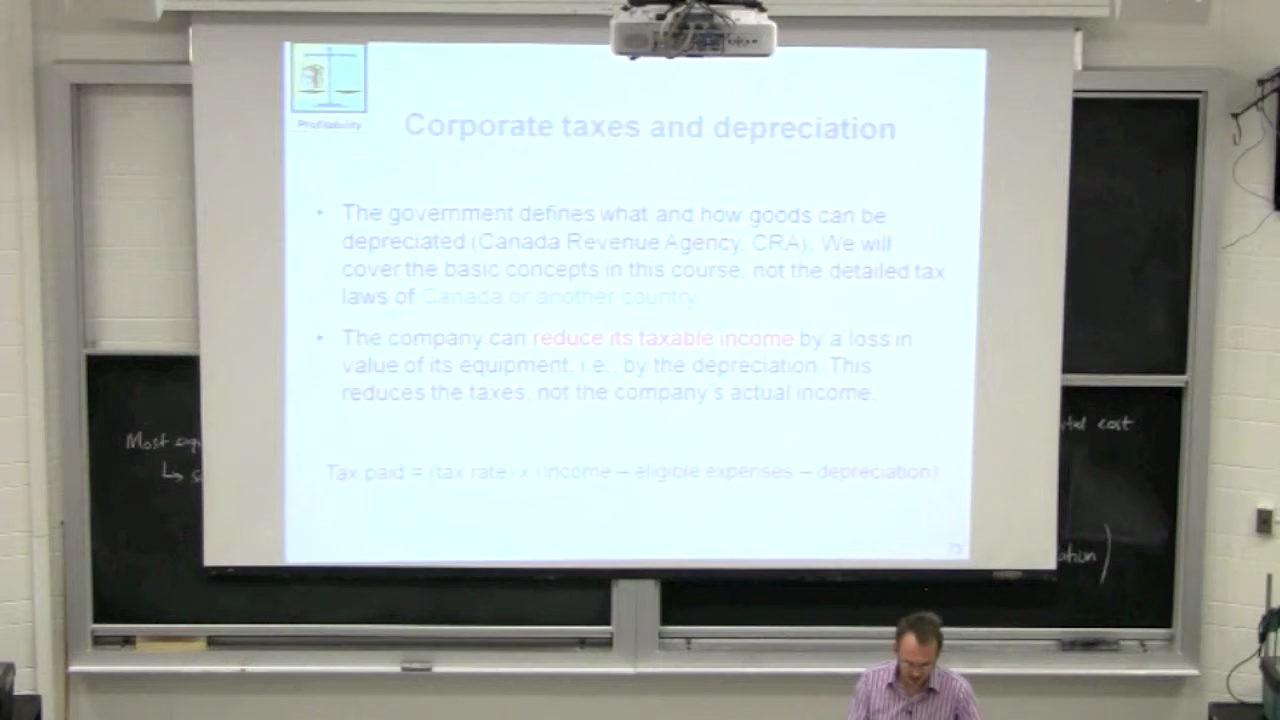 Profitability
Corporate taxes and depreciation
• The government defines what and how goods can be
depreciated (Canada Revenue Agency, CRA). We will
cover the basic concepts in this course, not the detailed tax
laws of Canada or another country.
• The company can reduce its taxable income by a loss in
value of its equipment, i.e., by the depreciation. This
reduces the taxes, not the company's actual income.
Tax paid = (tax rate) x (income – eligible expenses – depreciation)
Most
↳
cost